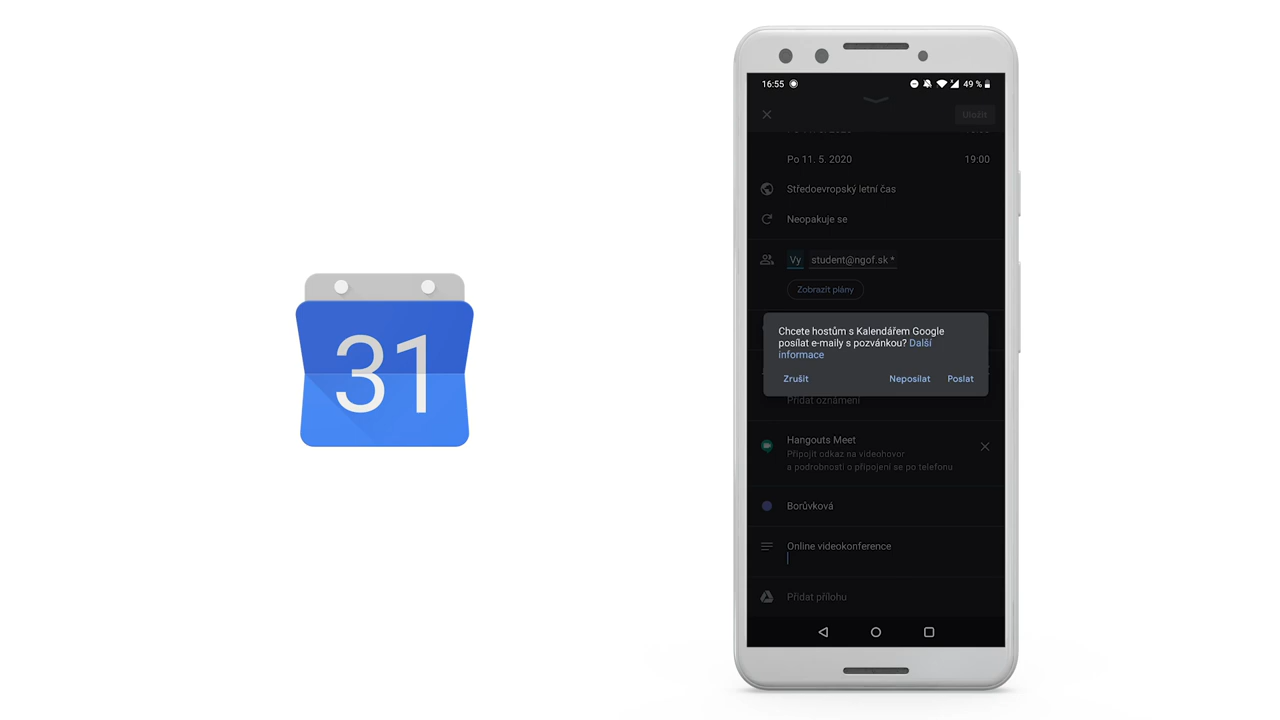 31
16:55
49 %
Uložit
Po 11. 5. 2020 19:00
Středoevropský letní čas
Neopakuje se
Vy student@ngof.sk *
Zobrazit plány
Chcete hostům s Kalendářem Google
posílat e-maily s pozvánkou? Další
informace
Zrušit Neposílat Poslat
Přidat oznámení
Hangouts Meet
Připojit odkaz na videohovor
a podrobnosti o připojení se po telefonu
Borůvková
Online videokonference
Přidat přílohu